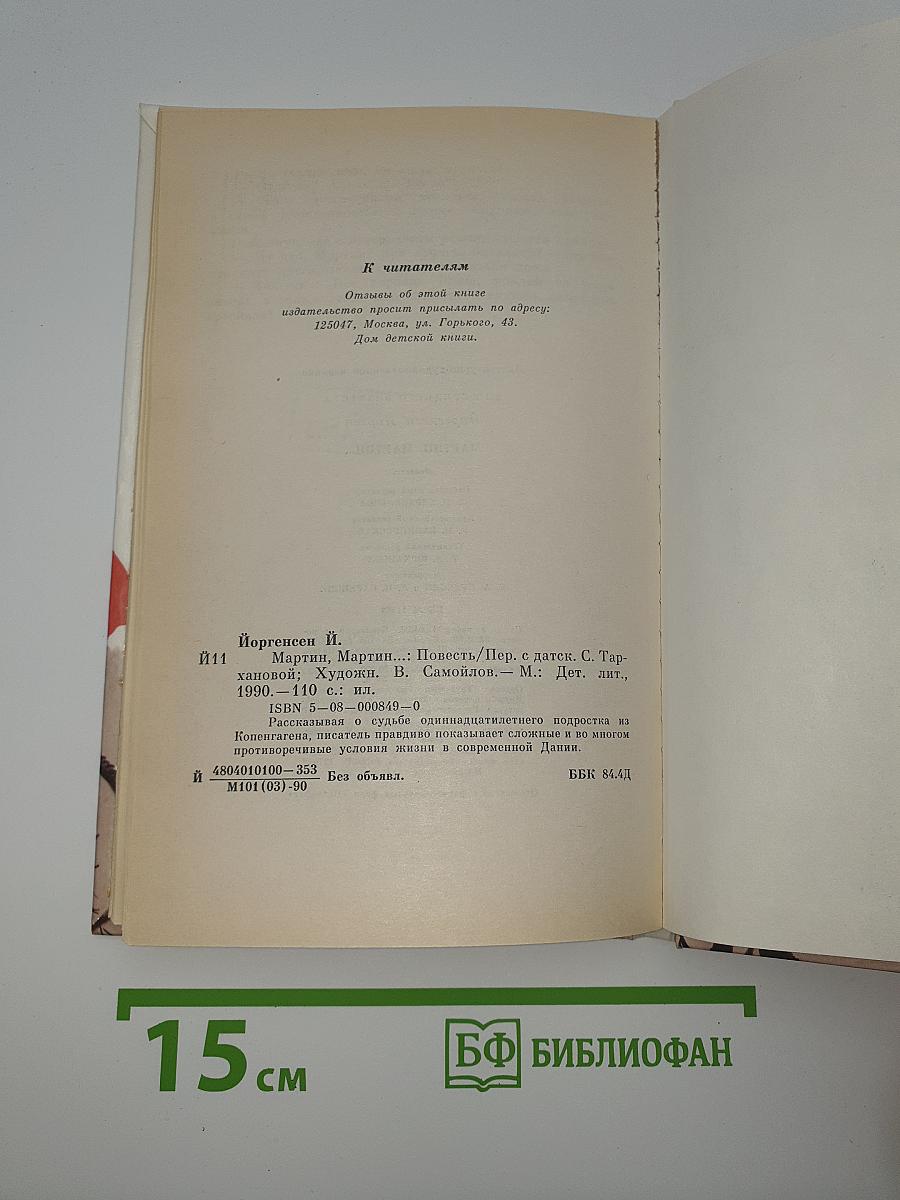 К читателям
Отзывы об этой книге
издательство просит присылать по адресу:
125047, Москва, ул. Горького, 43.
Дом детской книги.
Йоргенсен Й.
Й11 Мартин, Мартин...: Повесть/Пер. с датск. С. Тар-
хановой; Художн. В. Самойлов.— М.: Дет. лит.,
1990.—110 с.: ил.
ISBN 5—08—000849—0
Рассказывая о судьбе одиннадцатилетнего подростка из
Копенгагена, писатель правдиво показывает сложные и во многом
противоречивые условия жизни в современной Дании.
Й 4804010100—353 Без объявл. ББК 84.4Д
М101(03)-90
15 см
БФ БИБЛИОФАН